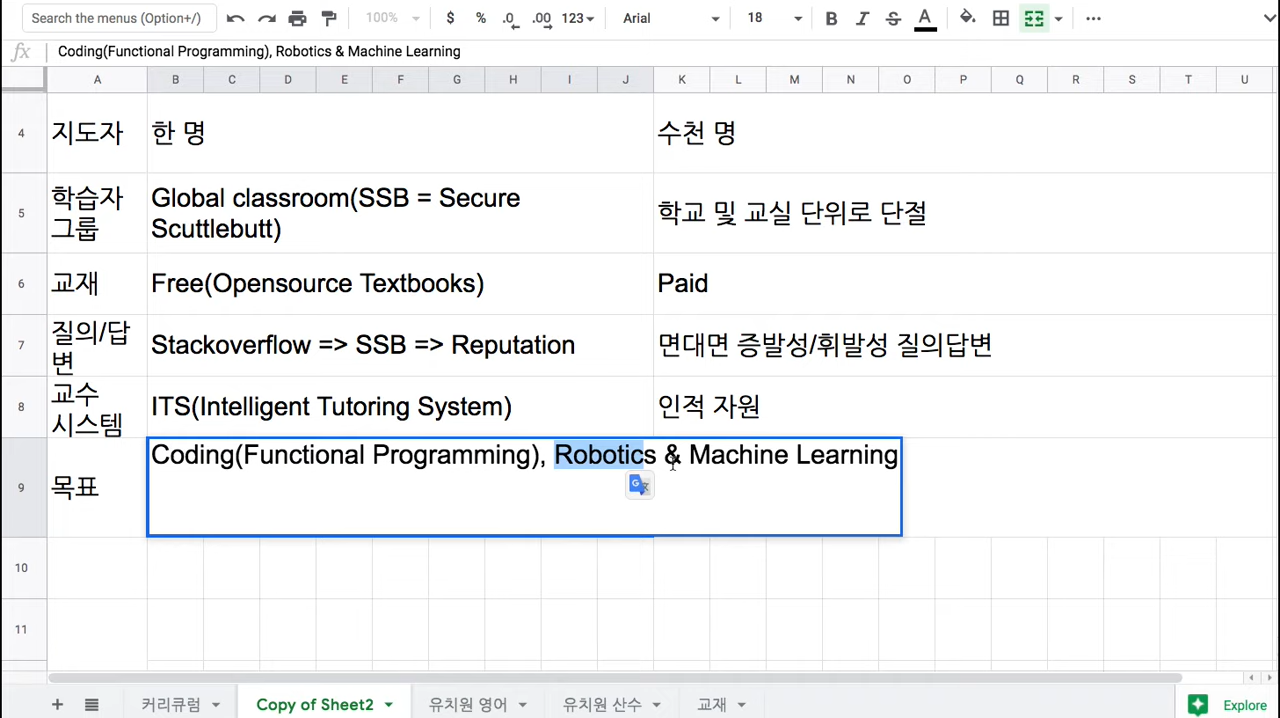 Search the menus (Option+/)
100%
$ % .0 .00 123
Arial
18
B I S A
fx Coding(Functional Programming), Robotics & Machine Learning
A B C D E F G H I J K L M N O P Q R S T U
4 지도자 한 명 수천 명
5 학습자 그룹 Global classroom(SSB = Secure Scuttlebutt) 학교 및 교실 단위로 단절
6 교재 Free(Opensource Textbooks) Paid
7 질의/답변 Stackoverflow => SSB => Reputation 면대면 증발성/휘발성 질의답변
8 교수 시스템 ITS(Intelligent Tutoring System) 인적 자원
9 목표 Coding(Functional Programming), Robotics & Machine Learning
10
11
커리큐럼 Copy of Sheet2 유치원 영어 유치원 산수 교재 Explore